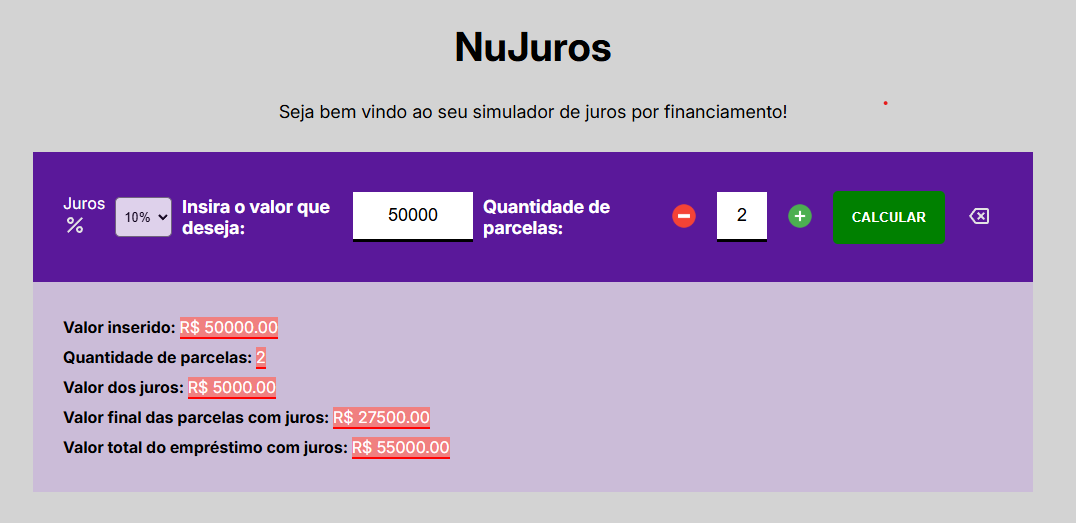 NuJuros
Seja bem vindo ao seu simulador de juros por financiamento!
Juros
%
10%
Insira o valor que
deseja:
50000
Quantidade de
parcelas:
2
CALCULAR
Valor inserido: R$ 50000.00
Quantidade de parcelas: 2
Valor dos juros: R$ 5000.00
Valor final das parcelas com juros: R$ 27500.00
Valor total do empréstimo com juros: R$ 55000.00